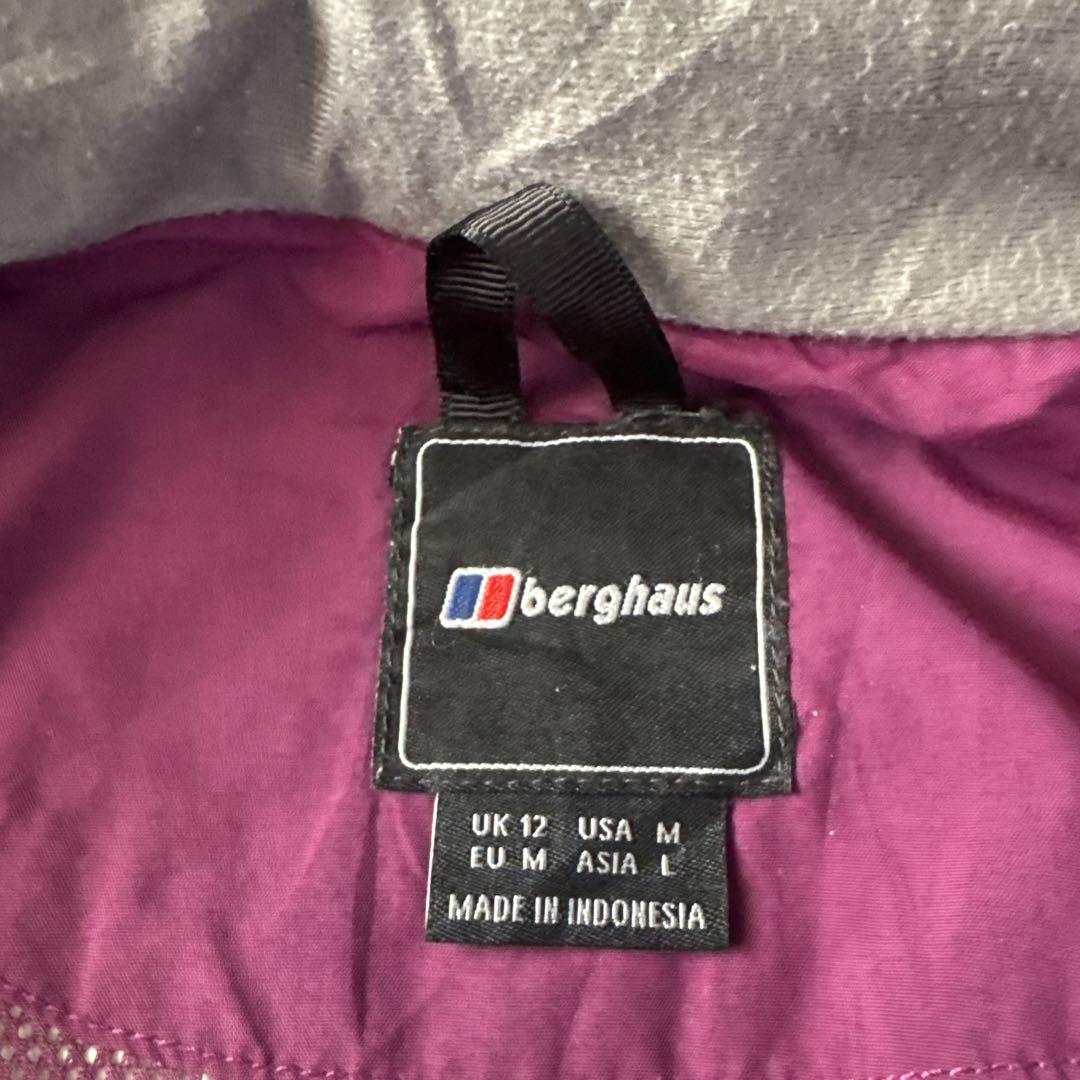 berghaus
UK 12 USA M
EU M ASIA L
MADE IN INDONESIA